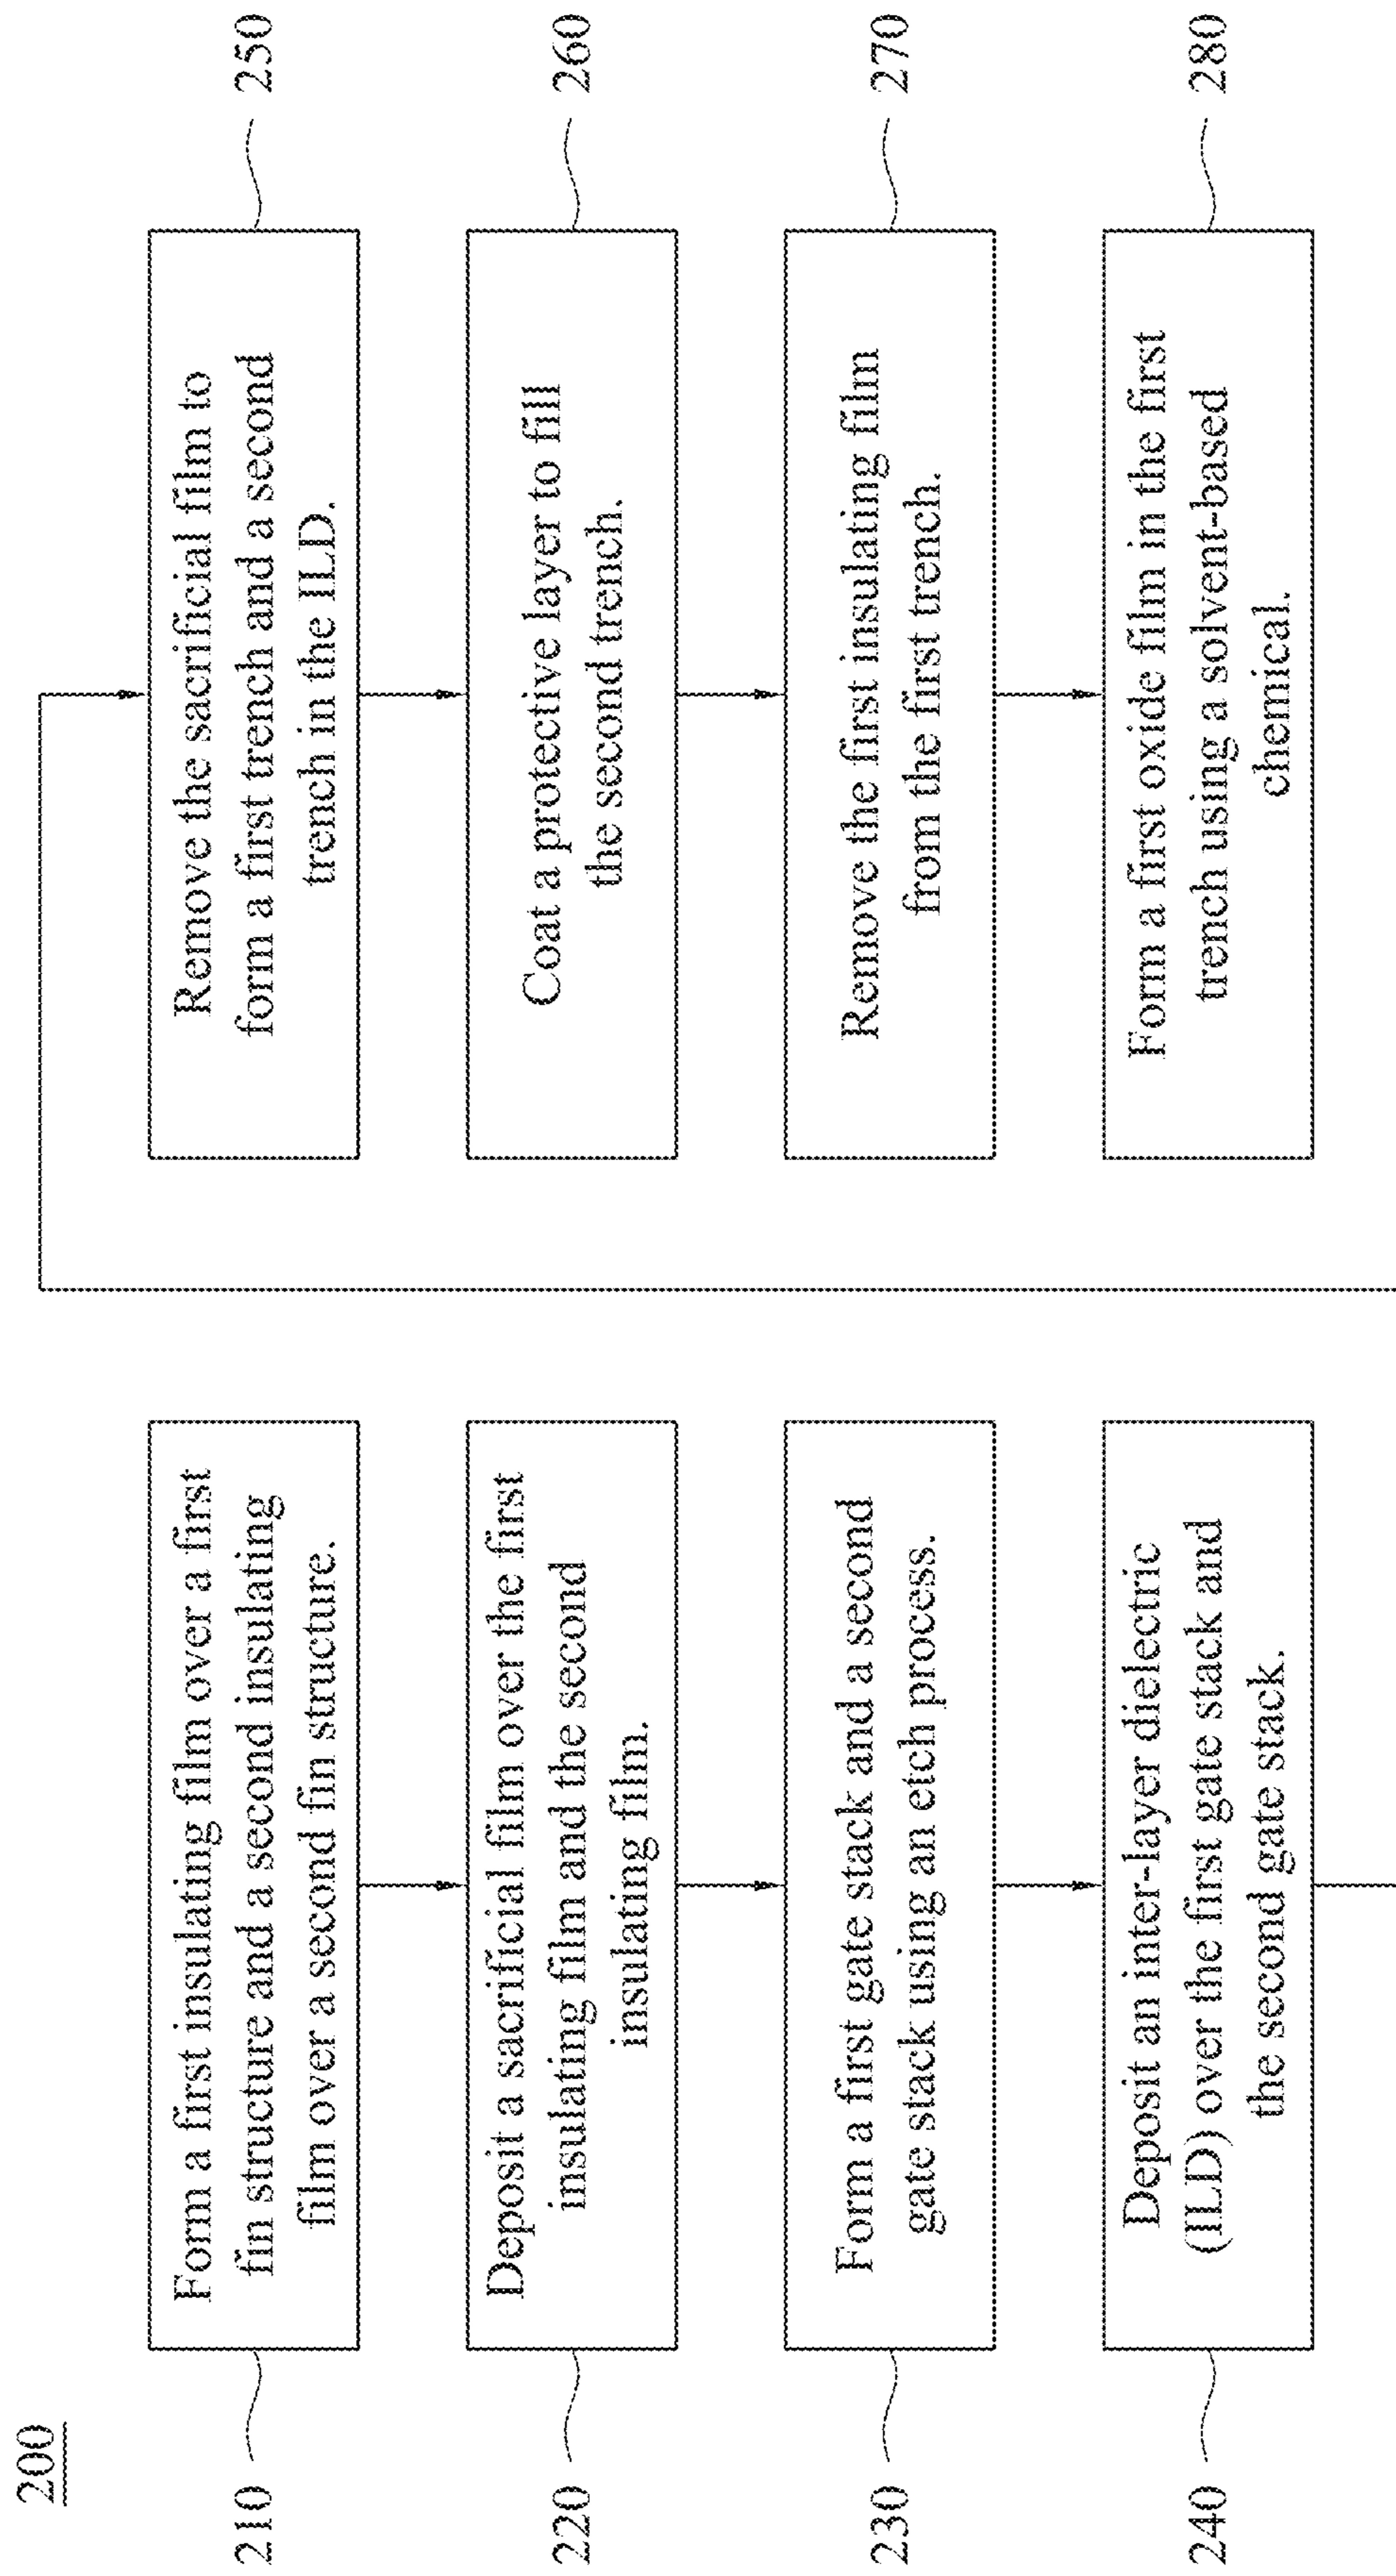 200
210
Form a first insulating film over a first
fin structure and a second insulating
film over a second fin structure.
220
Deposit a sacrificial film over the first
insulating film and the second
insulating film.
230
Form a first gate stack and a second
gate stack using an etch process.
240
Deposit an inter-layer dielectric
(ILD) over the first gate stack and
the second gate stack.
250
Remove the sacrificial film to
form a first trench and a second
trench in the ILD.
260
Coat a protective layer to fill
the second trench.
270
Remove the first insulating film
from the first trench.
280
Form a first oxide film in the first
trench using a solvent-based
chemical.